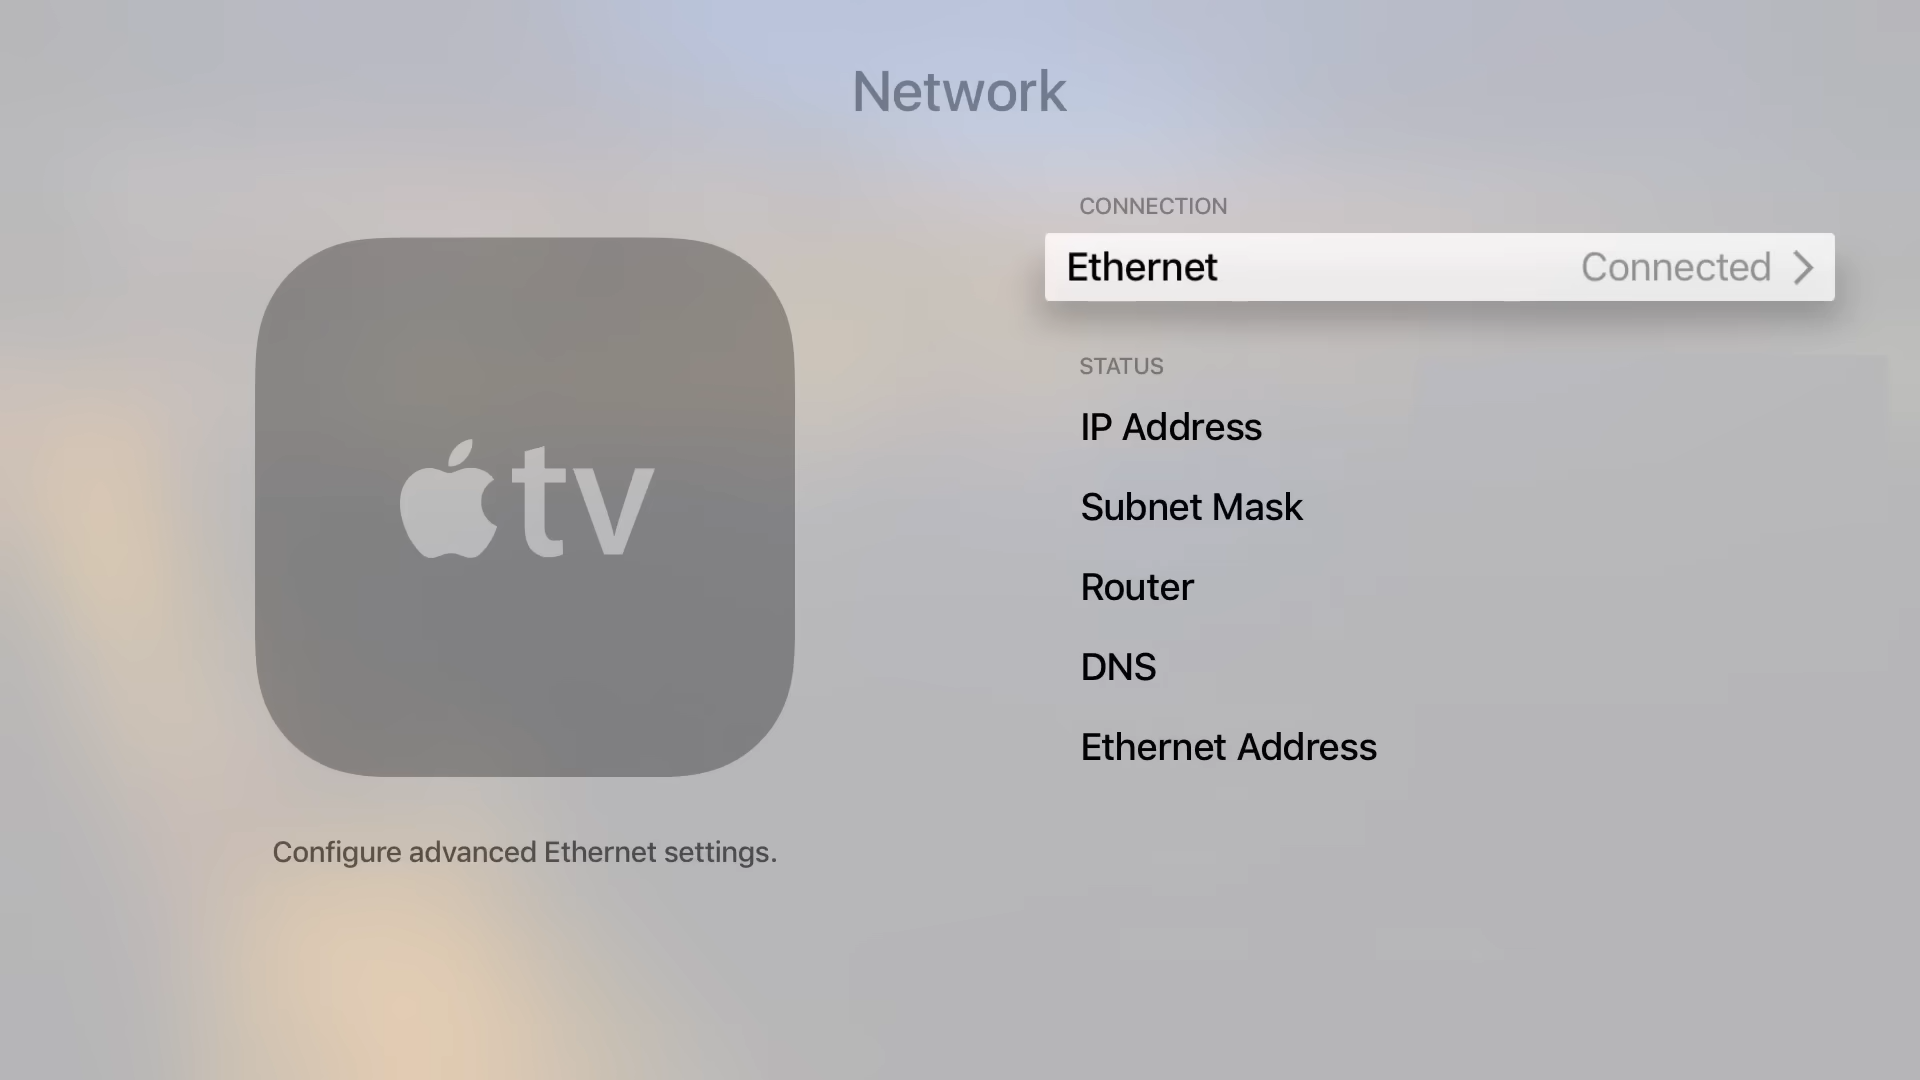 Network
CONNECTION
Ethernet Connected
STATUS
IP Address
Subnet Mask
Router
DNS
Ethernet Address
tv
Configure advanced Ethernet settings.